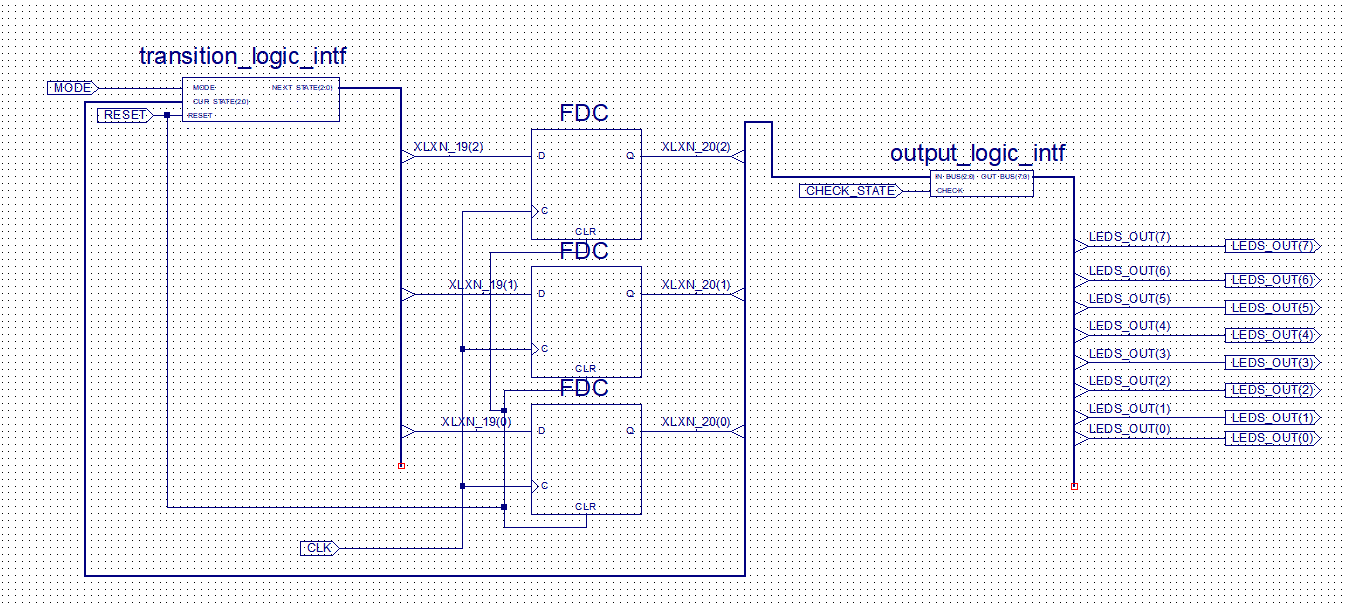 transition_logic_intf
MODE
MODE
NEXT STATE(2:0)
CUR STATE(2:0)
RESET
RESET
FDC
XLXN_19(2)
D
Q
XLXN_20(2)
C
CLR
FDC
XLXN_19(1)
D
Q
XLXN_20(1)
C
CLR
FDC
XLXN_19(0)
D
Q
XLXN_20(0)
C
CLR
CLK
output_logic_intf
IN BUS(2:0)
OUT BUS(7:0)
CHECK_STATE
CHECK
LEDS_OUT(7)
LEDS_OUT(7)
LEDS_OUT(6)
LEDS_OUT(6)
LEDS_OUT(5)
LEDS_OUT(5)
LEDS_OUT(4)
LEDS_OUT(4)
LEDS_OUT(3)
LEDS_OUT(3)
LEDS_OUT(2)
LEDS_OUT(2)
LEDS_OUT(1)
LEDS_OUT(1)
LEDS_OUT(0)
LEDS_OUT(0)